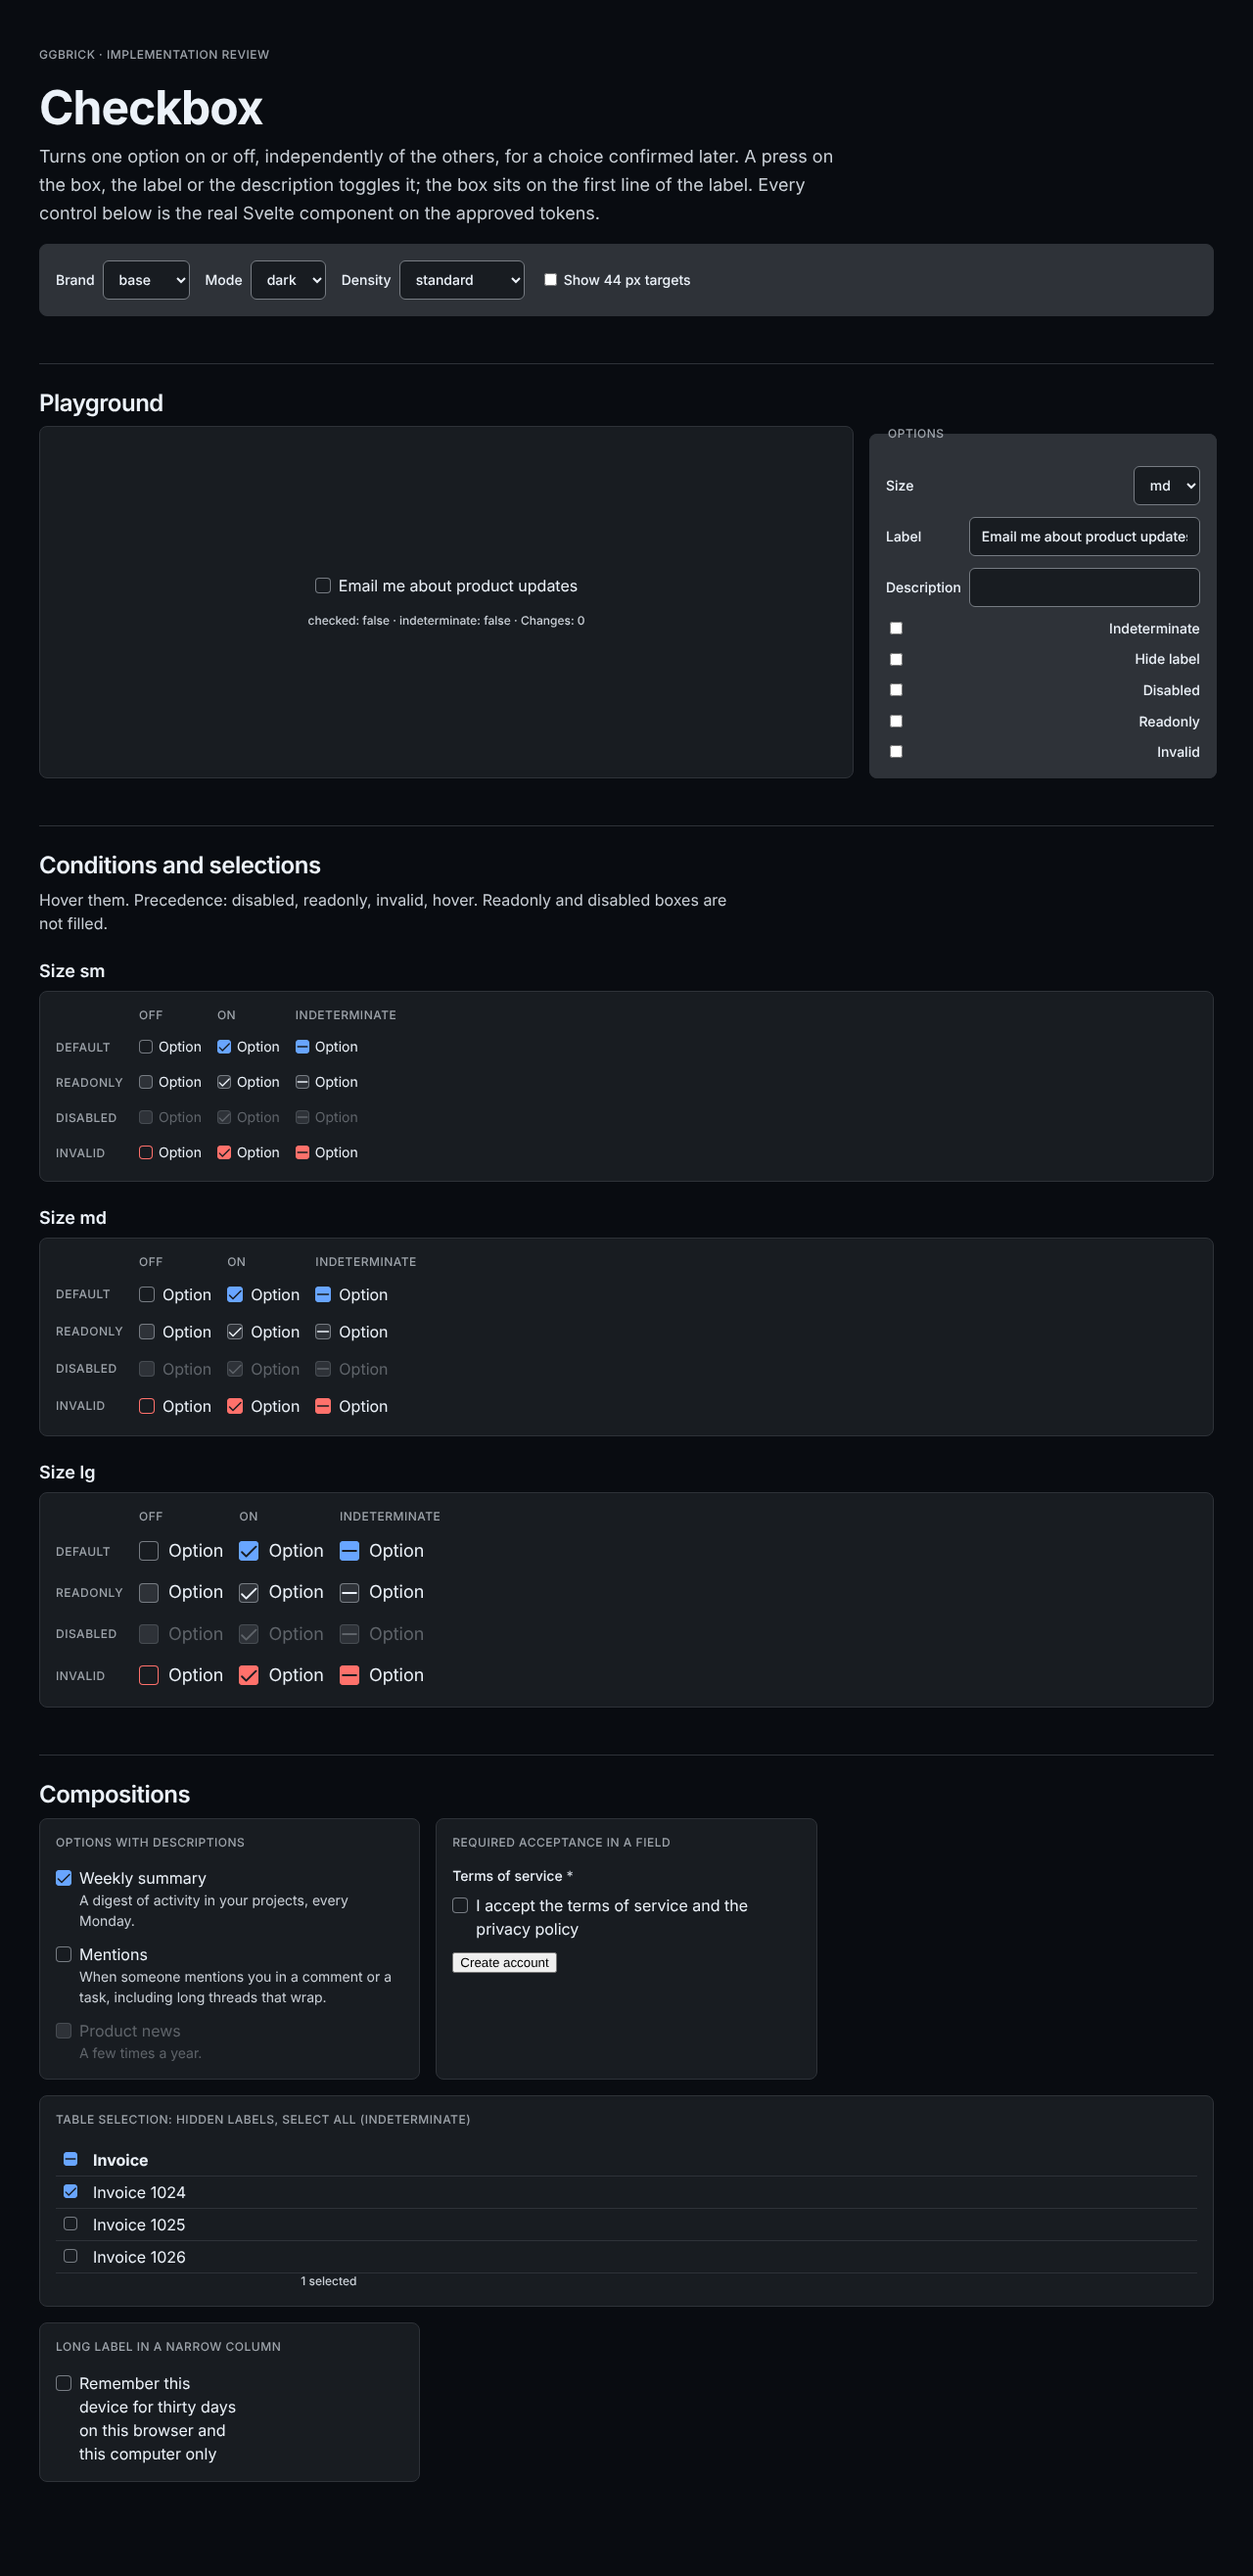 GGBRICK · IMPLEMENTATION REVIEW
Checkbox
Turns one option on or off, independently of the others, for a choice confirmed later. A press on
the box, the label or the description toggles it; the box sits on the first line of the label. Every
control below is the real Svelte component on the approved tokens.
Brand base Mode dark Density standard Show 44 px targets
Playground
OPTIONS
Size md
Label Email me about product updates
Description
Email me about product updates
checked: false · indeterminate: false · Changes: 0
Indeterminate
Hide label
Disabled
Readonly
Invalid
Conditions and selections
Hover them. Precedence: disabled, readonly, invalid, hover. Readonly and disabled boxes are
not filled.
Size sm
OFF ON INDETERMINATE
DEFAULT Option Option Option
READONLY Option Option Option
DISABLED Option Option Option
INVALID Option Option Option
Size md
OFF ON INDETERMINATE
DEFAULT Option Option Option
READONLY Option Option Option
DISABLED Option Option Option
INVALID Option Option Option
Size lg
OFF ON INDETERMINATE
DEFAULT Option Option Option
READONLY Option Option Option
DISABLED Option Option Option
INVALID Option Option Option
Compositions
OPTIONS WITH DESCRIPTIONS
Weekly summary
A digest of activity in your projects, every
Monday.
Mentions
When someone mentions you in a comment or a
task, including long threads that wrap.
Product news
A few times a year.
REQUIRED ACCEPTANCE IN A FIELD
Terms of service *
I accept the terms of service and the
privacy policy
Create account
TABLE SELECTION: HIDDEN LABELS, SELECT ALL (INDETERMINATE)
Invoice
Invoice 1024
Invoice 1025
Invoice 1026
1 selected
LONG LABEL IN A NARROW COLUMN
Remember this
device for thirty days
on this browser and
this computer only